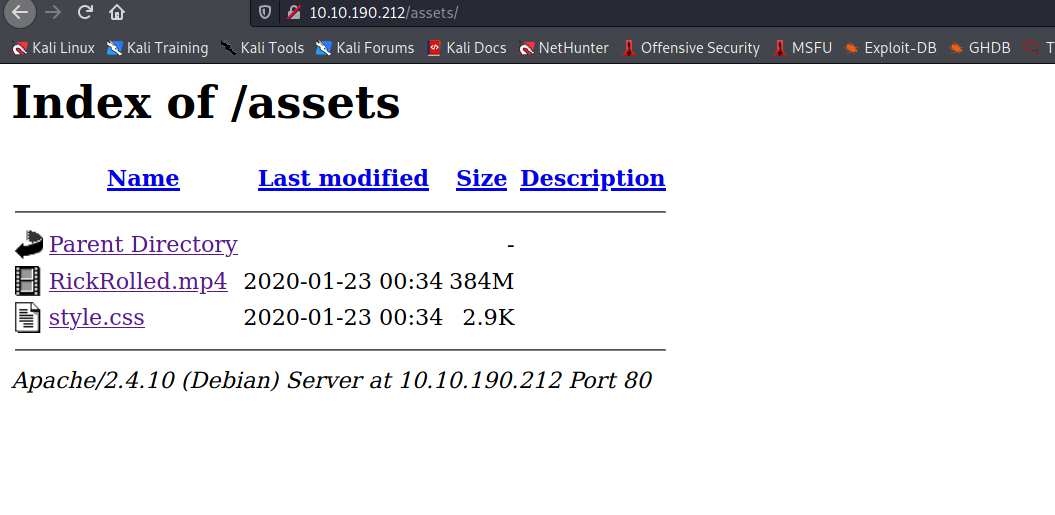 10.10.190.212/assets/
Kali Linux Kali Training Kali Tools Kali Forums Kali Docs NetHunter Offensive Security MSFU Exploit-DB GHDB T
Index of /assets
Name Last modified Size Description
Parent Directory -
RickRolled.mp4 2020-01-23 00:34 384M
style.css 2020-01-23 00:34 2.9K
Apache/2.4.10 (Debian) Server at 10.10.190.212 Port 80